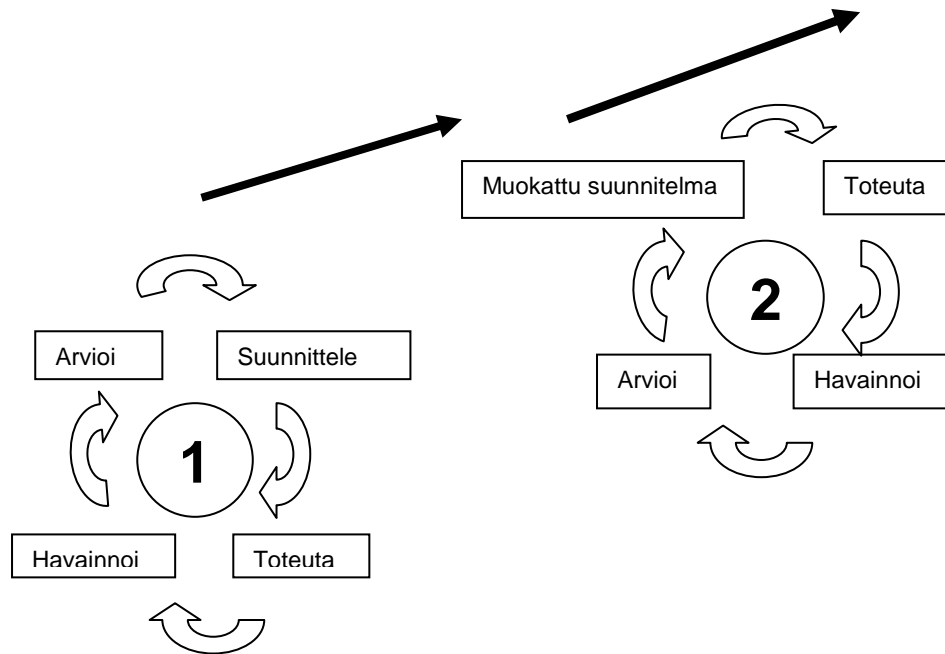 Muokattu suunnitelma
Toteuta
2
Arvioi
Havainnoi
Arvioi
Suunnittele
1
Havainnoi
Toteuta